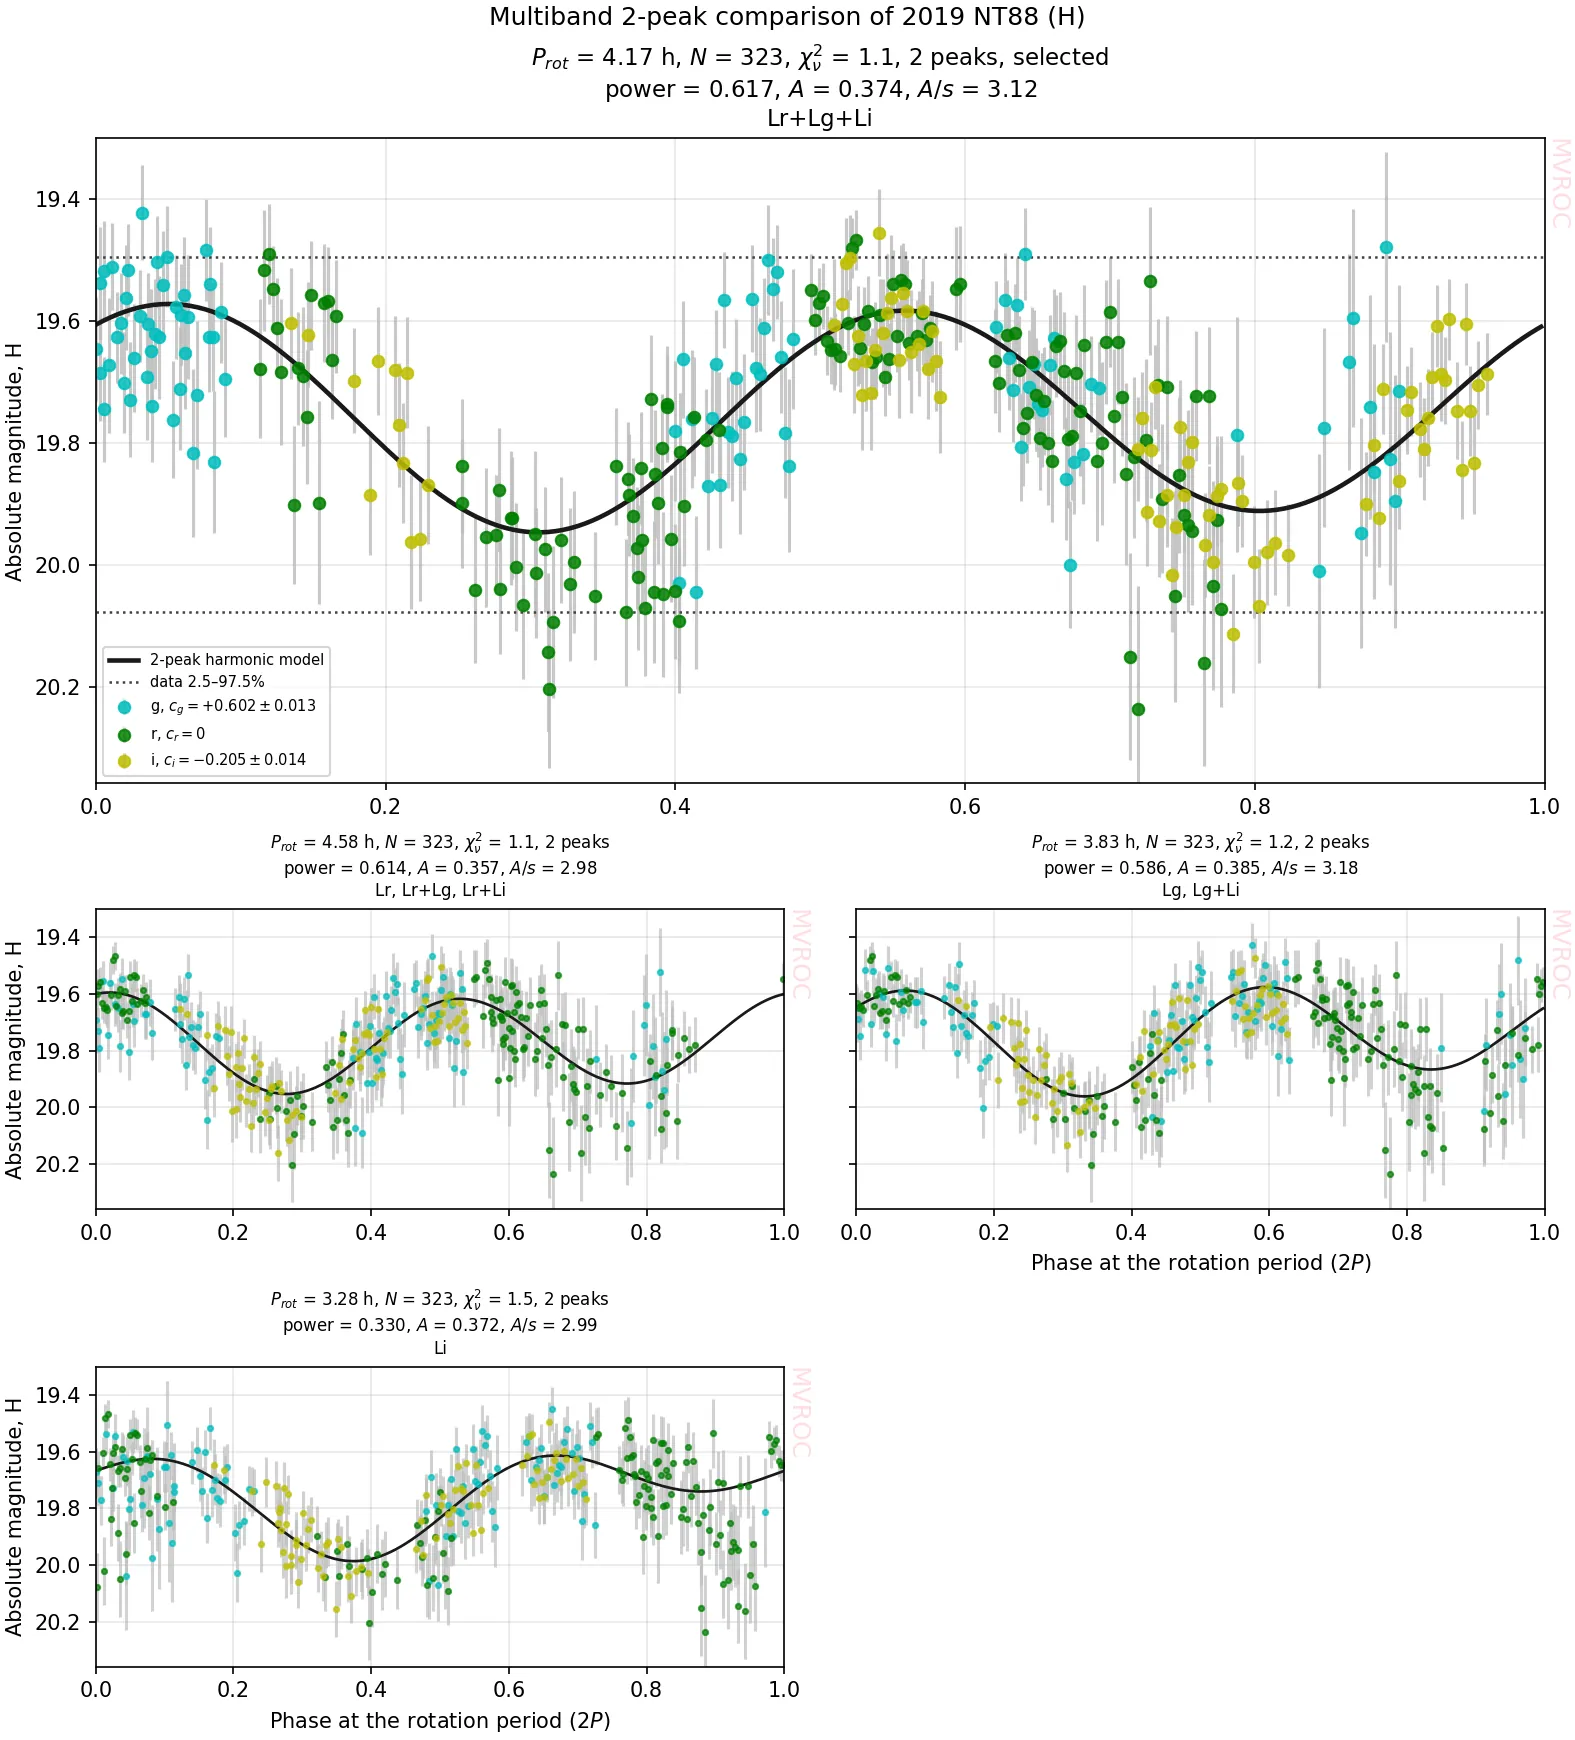 Multiband 2-peak comparison of 2019 NT88 (H)
P_rot = 4.17 h, N = 323, χ²_ν = 1.1, 2 peaks, selected
power = 0.617, A = 0.374, A/s = 3.12
Lr+Lg+Li
Absolute magnitude, H
19.4
19.6
19.8
20.0
20.2
2-peak harmonic model
data 2.5–97.5%
g, c_g = +0.602 ± 0.013
r, c_r = 0
i, c_i = −0.205 ± 0.014
0.0 0.2 0.4 0.6 0.8 1.0
MVROC
P_rot = 4.58 h, N = 323, χ²_ν = 1.1, 2 peaks
power = 0.614, A = 0.357, A/s = 2.98
Lr, Lr+Lg, Lr+Li
Absolute magnitude, H
19.4
19.6
19.8
20.0
20.2
0.0 0.2 0.4 0.6 0.8 1.0
MVROC
P_rot = 3.83 h, N = 323, χ²_ν = 1.2, 2 peaks
power = 0.586, A = 0.385, A/s = 3.18
Lg, Lg+Li
0.0 0.2 0.4 0.6 0.8 1.0
Phase at the rotation period (2P)
MVROC
P_rot = 3.28 h, N = 323, χ²_ν = 1.5, 2 peaks
power = 0.330, A = 0.372, A/s = 2.99
Li
Absolute magnitude, H
19.4
19.6
19.8
20.0
20.2
0.0 0.2 0.4 0.6 0.8 1.0
Phase at the rotation period (2P)
MVROC